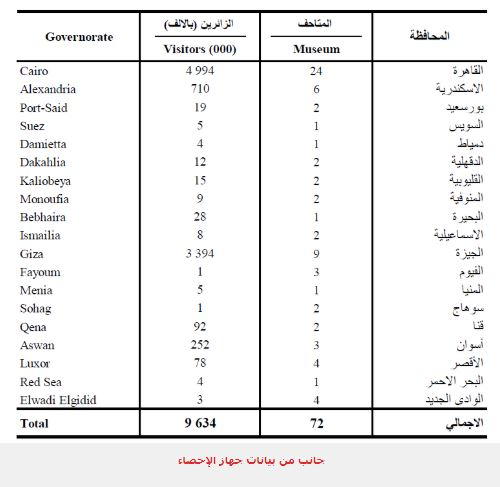 Governorate الزائرين (بالالف) المتاحف المحافظة
Visitors (000) Museum
Cairo 4 994 24 القاهرة
Alexandria 710 6 الاسكندرية
Port-Said 19 2 بورسعيد
Suez 5 1 السويس
Damietta 4 1 دمياط
Dakahlia 12 2 الدقهلية
Kaliobeya 15 2 القليوبية
Monoufia 9 2 المنوفية
Bebhaira 28 1 البحيرة
Ismailia 8 2 الاسماعيلية
Giza 3 394 9 الجيزة
Fayoum 1 3 الفيوم
Menia 5 1 المنيا
Sohag 1 2 سوهاج
Qena 92 2 قنا
Aswan 252 3 أسوان
Luxor 78 4 الأقصر
Red Sea 4 1 البحر الاحمر
Elwadi Elgidid 3 4 الوادى الجديد
Total 9 634 72 الاجمالي
جانب من بيانات جهاز الإحصاء